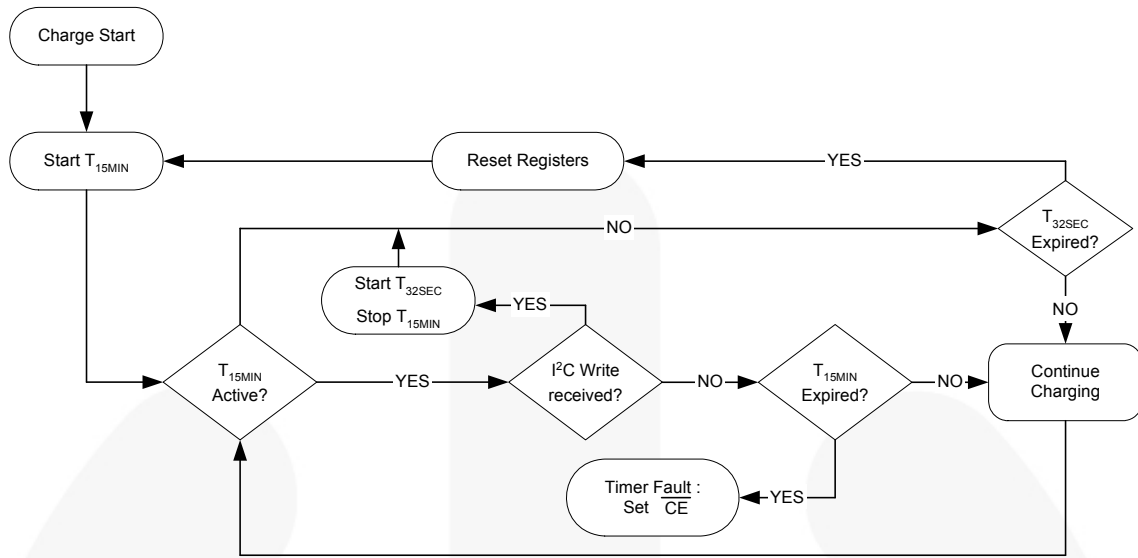 Charge Start
Start T15MIN
Reset Registers
YES
T32SEC
Expired?
NO
Start T32SEC
Stop T15MIN
YES
NO
T15MIN
Active?
YES
I²C Write
received?
NO
T15MIN
Expired?
NO
Continue
Charging
Timer Fault :
Set C̅E̅
YES